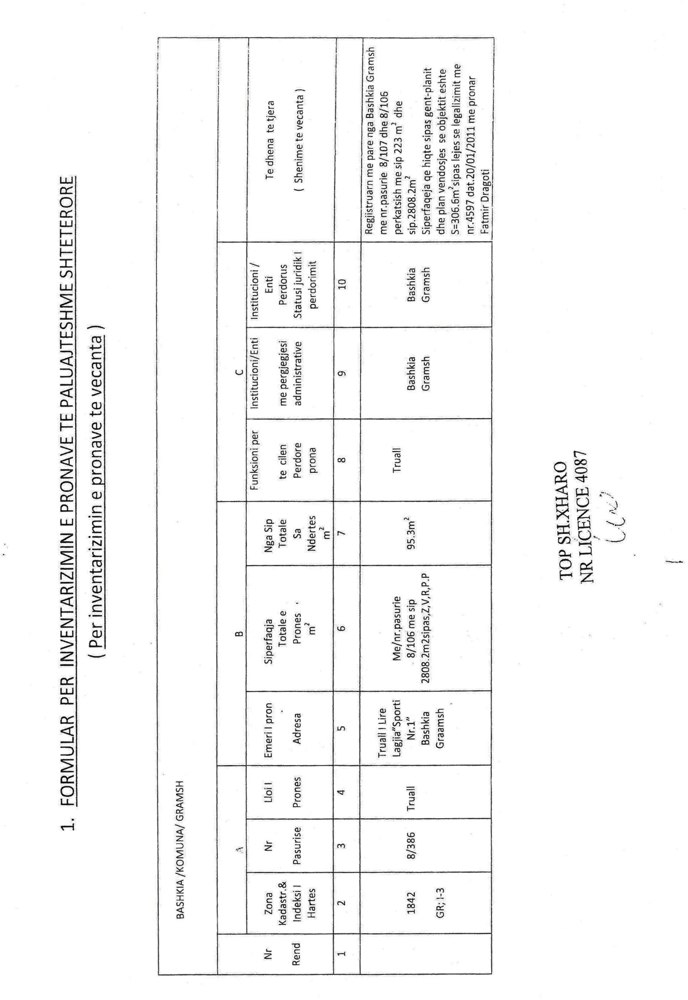 1. FORMULAR PER INVENTARIZIMIN E PRONAVE TE PALUAJTESHME SHTETERORE
( Per inventarizimin e pronave te vecanta )
BASHKIA /KOMUNA/ GRAMSH
A
B
C
Nr
Rend
Zona
Kadastr.&
Indeksi I
Hartes
Nr
Pasurise
Lloi I
Prones
Emeri I pron
Adresa
Siperfaqja
Totale e
Prones
m²
Nga Sip
Totale
Sa
Ndertes
m²
Funksioni per
te cilen
Perdore
prona
Institucioni/Enti
me pergjegjesi
administrative
Institucioni /
Enti
Perdorus
Statusi juridik I
perdorimit
Te dhena te tjera
( Shenime te vecanta )
1
2
3
4
5
6
7
8
9
10
1842
GR; I-3
8/386
Truall
Truall I Lire
Lagjia"Sporti
Nr.1"
Bashkia
Graamsh
Me/nr.pasurie
8/106 me sip
2808.2m2sipas,Z,V,R,P.P
95.3m²
Truall
Bashkia
Gramsh
Bashkia
Gramsh
Regjistruarn me pare nga Bashkia Gramsh
me nr.pasurie 8/107 dhe 8/106
perkatsish me sip 223 m² dhe
sip.2808.2m²
Siperfaqeja qe hiqte sipas gent-planit
dhe plan vendosjes se objektit eshte
S=306.6m²sipas lejes se legalizimit me
nr.4597 dat.20/01/2011 me pronar
Fatmir Dragoti
TOP SH.XHARO
NR LICENCE 4087